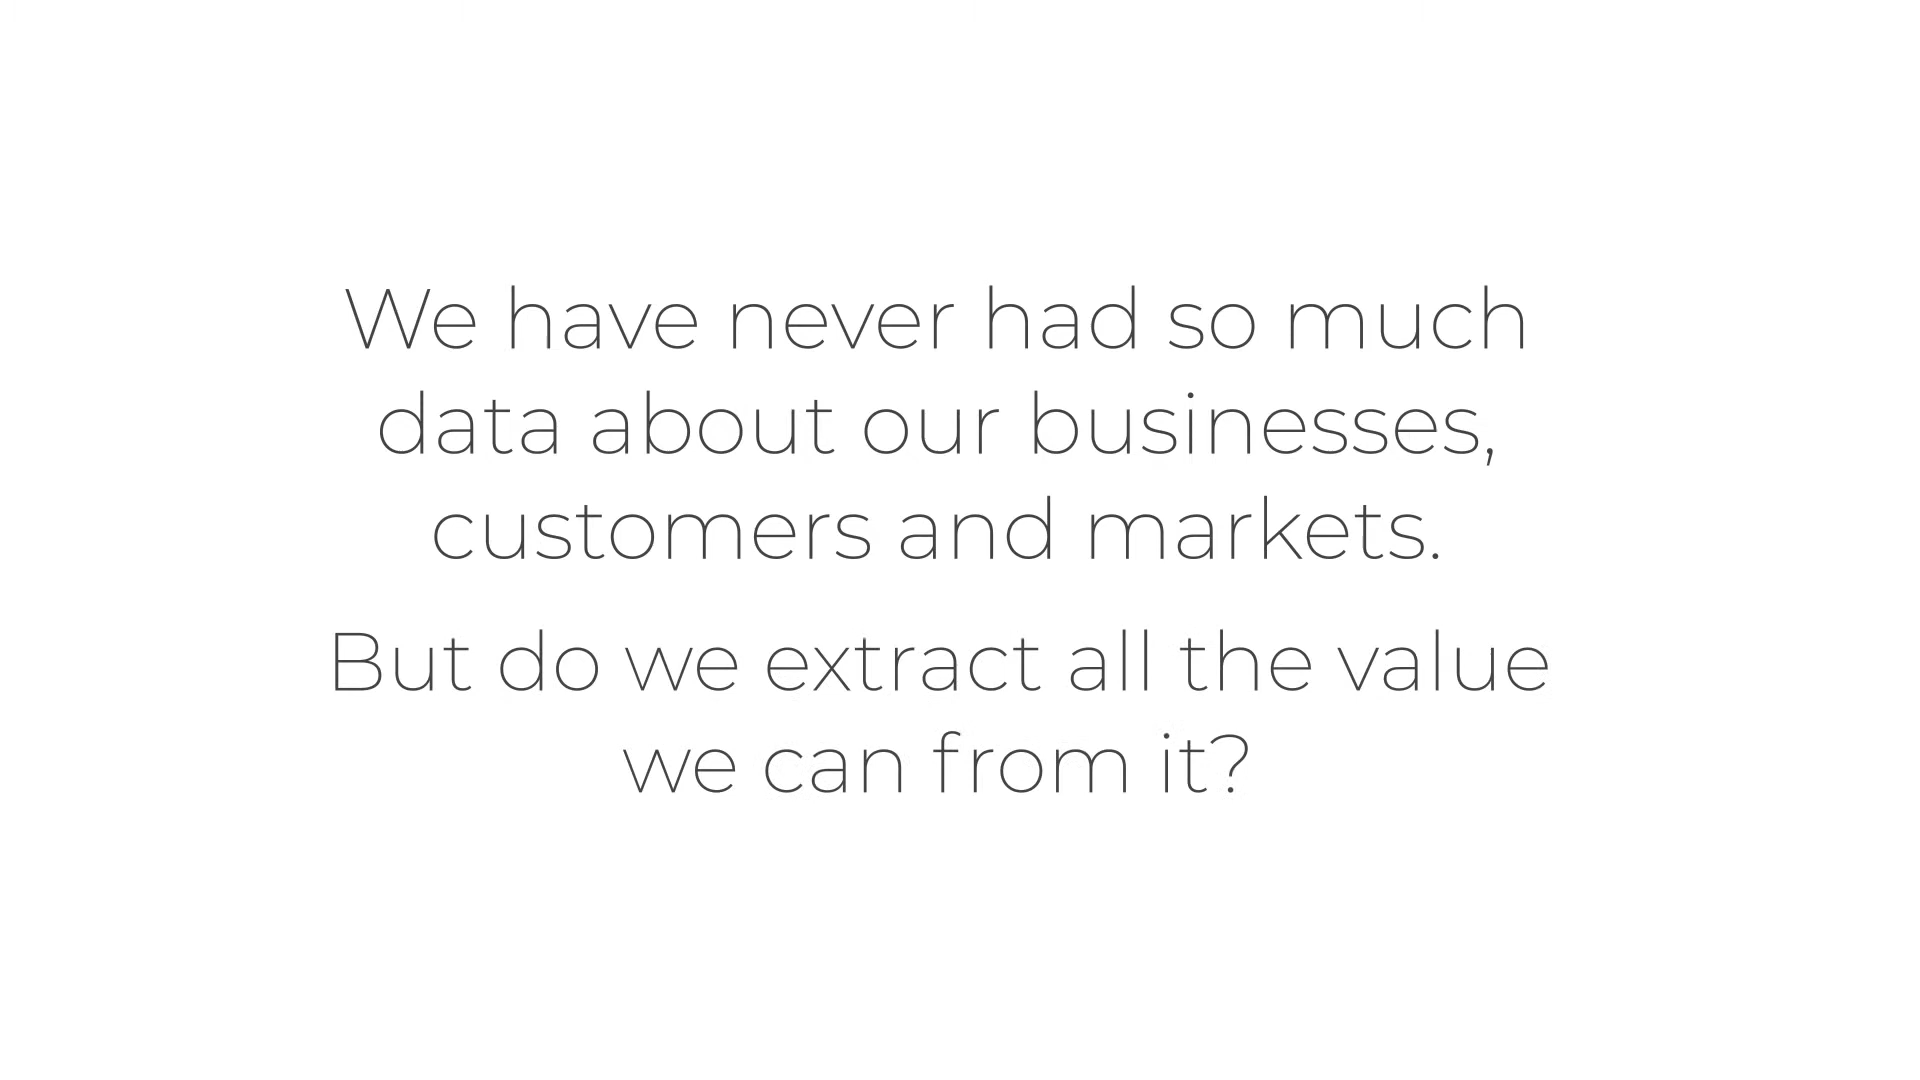 We have never had so much
data about our businesses,
customers and markets.
But do we extract all the value
we can from it?